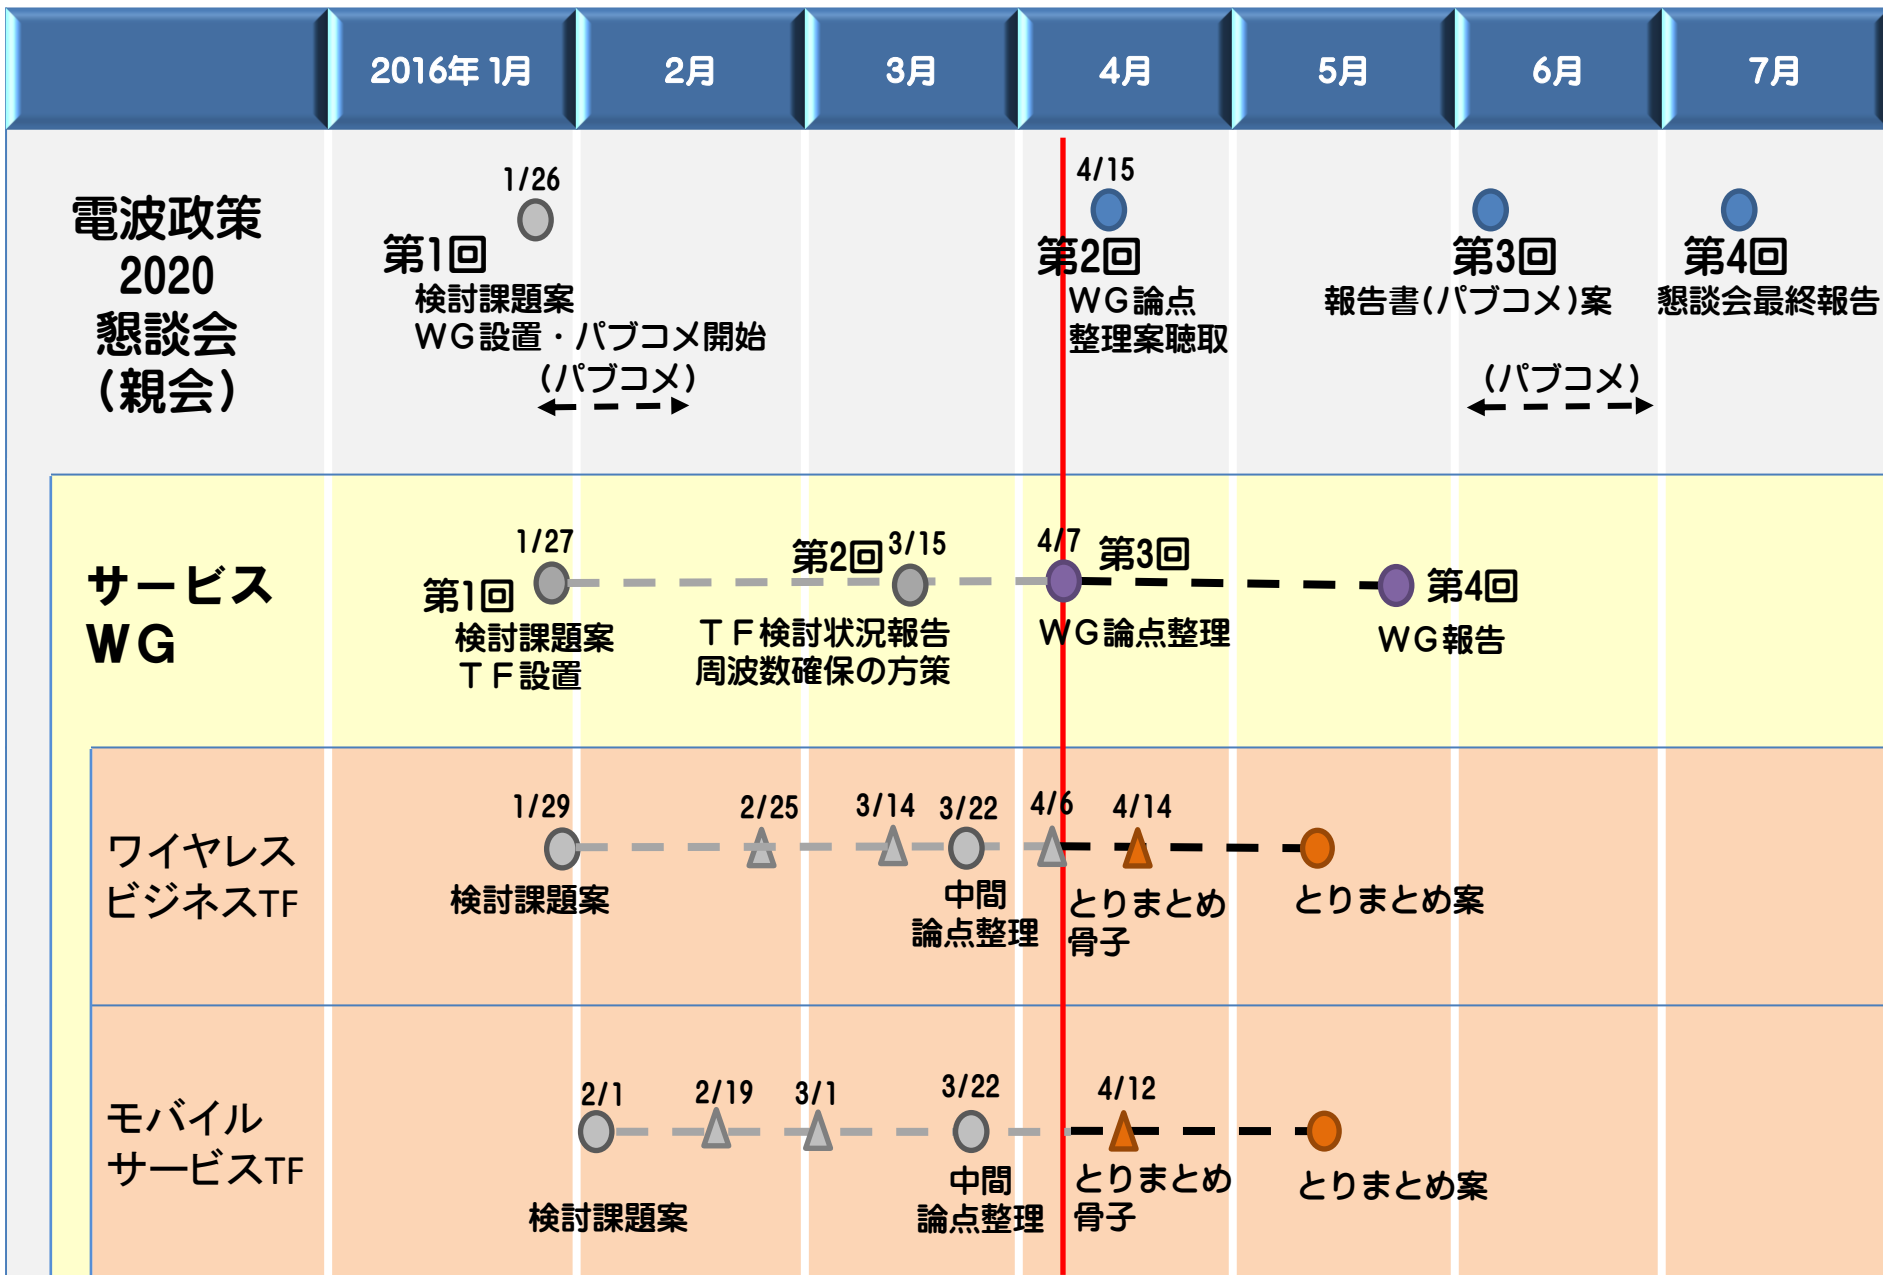 2016年 1月
2月
3月
4月
5月
6月
7月
電波政策
2020
懇談会
(親会)
1/26
第1回
検討課題案
WG設置・パブコメ開始
(パブコメ)
4/15
第2回
WG論点
整理案聴取
第3回
報告書(パブコメ)案
(パブコメ)
第4回
懇談会最終報告
サービス
WG
1/27
第1回
検討課題案
TF設置
第2回
3/15
TF検討状況報告
周波数確保の方策
4/7
第3回
WG論点整理
第4回
WG報告
ワイヤレス
ビジネスTF
1/29
検討課題案
2/25
3/14
3/22
中間
論点整理
4/6
4/14
とりまとめ
骨子
とりまとめ案
モバイル
サービスTF
2/1
検討課題案
2/19
3/1
3/22
中間
論点整理
4/12
とりまとめ
骨子
とりまとめ案